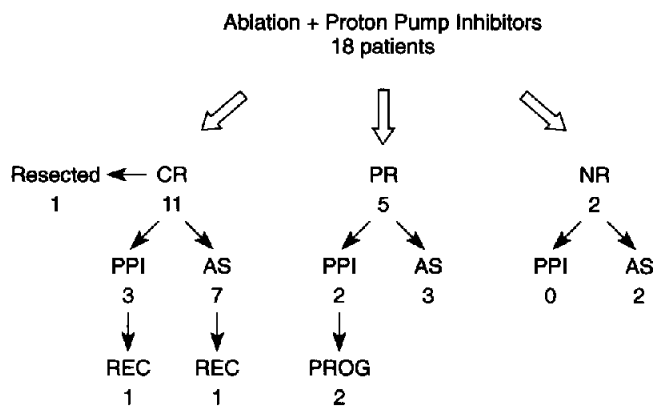 Ablation + Proton Pump Inhibitors
18 patients
Resected CR PR NR
1 11 5 2
PPI AS PPI AS PPI AS
3 7 2 3 0 2
REC REC PROG
1 1 2